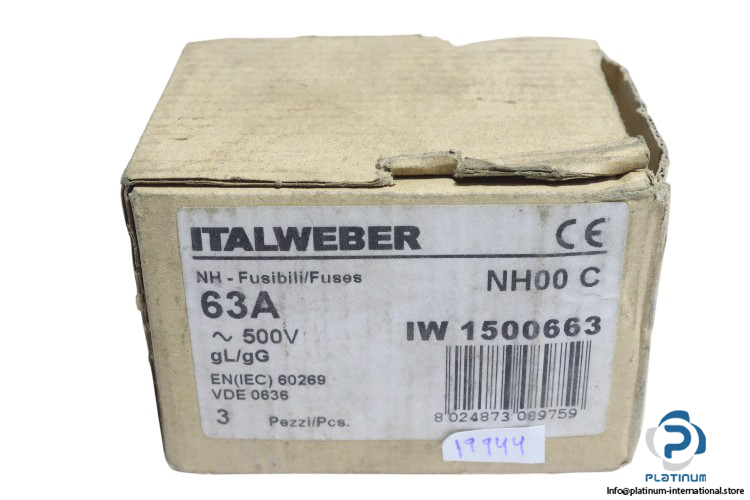 ITALWEBER CE
NH - Fusibili/Fuses NH00 C
63A
~ 500V IW 1500663
gL/gG
EN(IEC) 60269
VDE 0636
3 Pezzi/Pcs.
8 024873 089759
19944
PLATINUM
Info@platinum-international.store